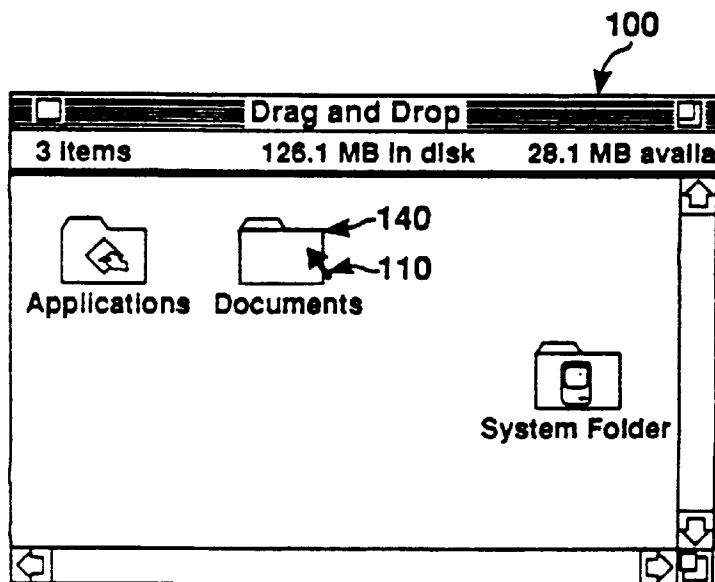 100
Drag and Drop
3 items 126.1 MB in disk 28.1 MB availa
140
110
Applications Documents
System Folder